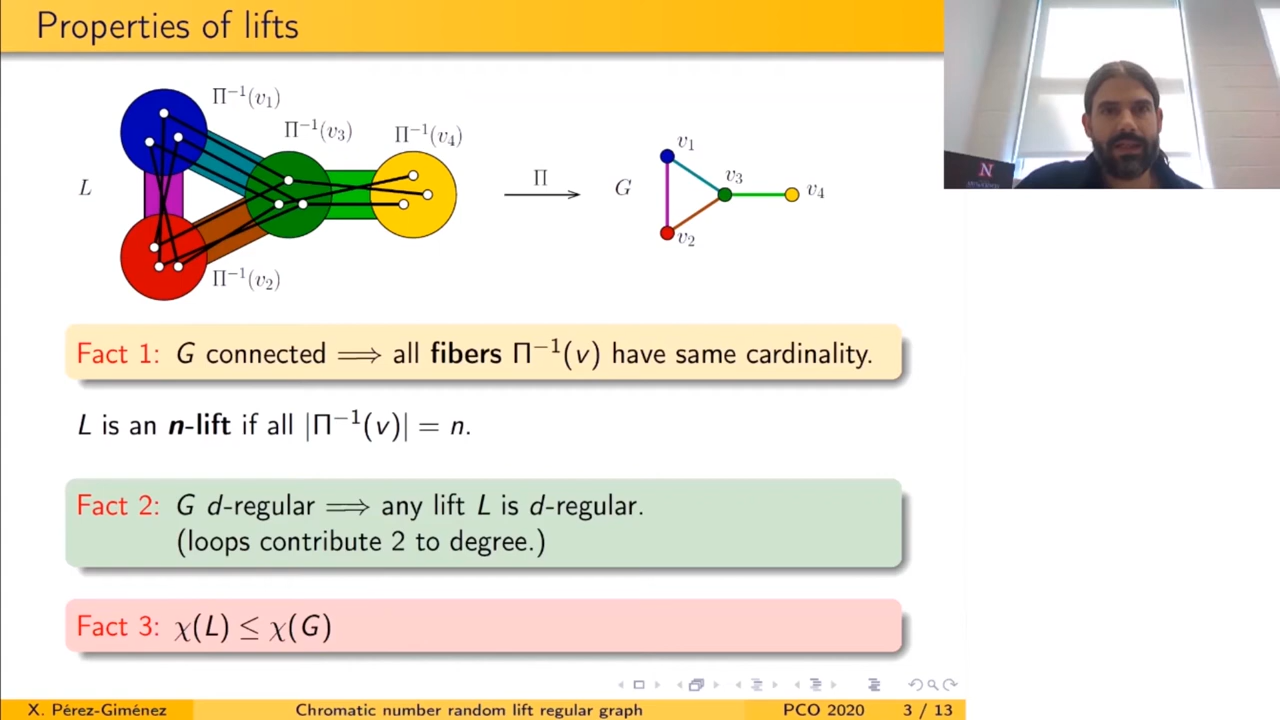 Properties of lifts
Π⁻¹(v₁)
Π⁻¹(v₃)
Π⁻¹(v₄)
L
Π⁻¹(v₂)
Π
G
v₁
v₃
v₄
v₂
N
Fact 1: G connected ⟹ all fibers Π⁻¹(v) have same cardinality.
L is an n-lift if all |Π⁻¹(v)| = n.
Fact 2: G d-regular ⟹ any lift L is d-regular.
(loops contribute 2 to degree.)
Fact 3: χ(L) ≤ χ(G)
X. Pérez-Giménez
Chromatic number random lift regular graph
PCO 2020
3 / 13